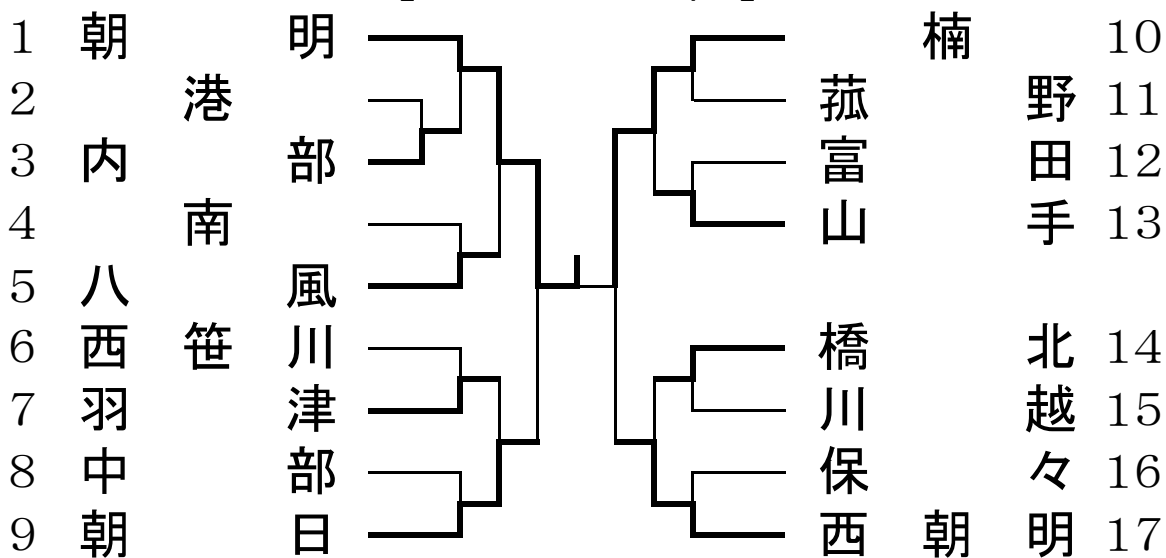 1 朝明
2 港
3 内部
4 南
5 八風
6 西笹川
7 羽津
8 中部
9 朝日
楠 10
菰野 11
富田 12
山手 13
橋北 14
川越 15
保々 16
西朝明 17